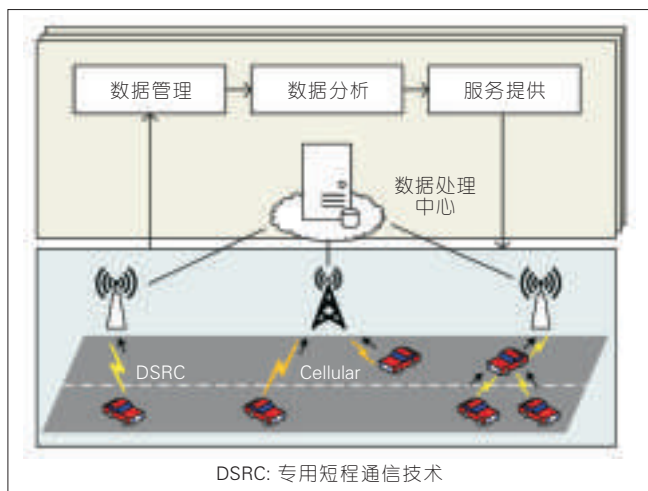 数据管理
数据分析
服务提供
数据处理
中心
DSRC
Cellular
DSRC: 专用短程通信技术